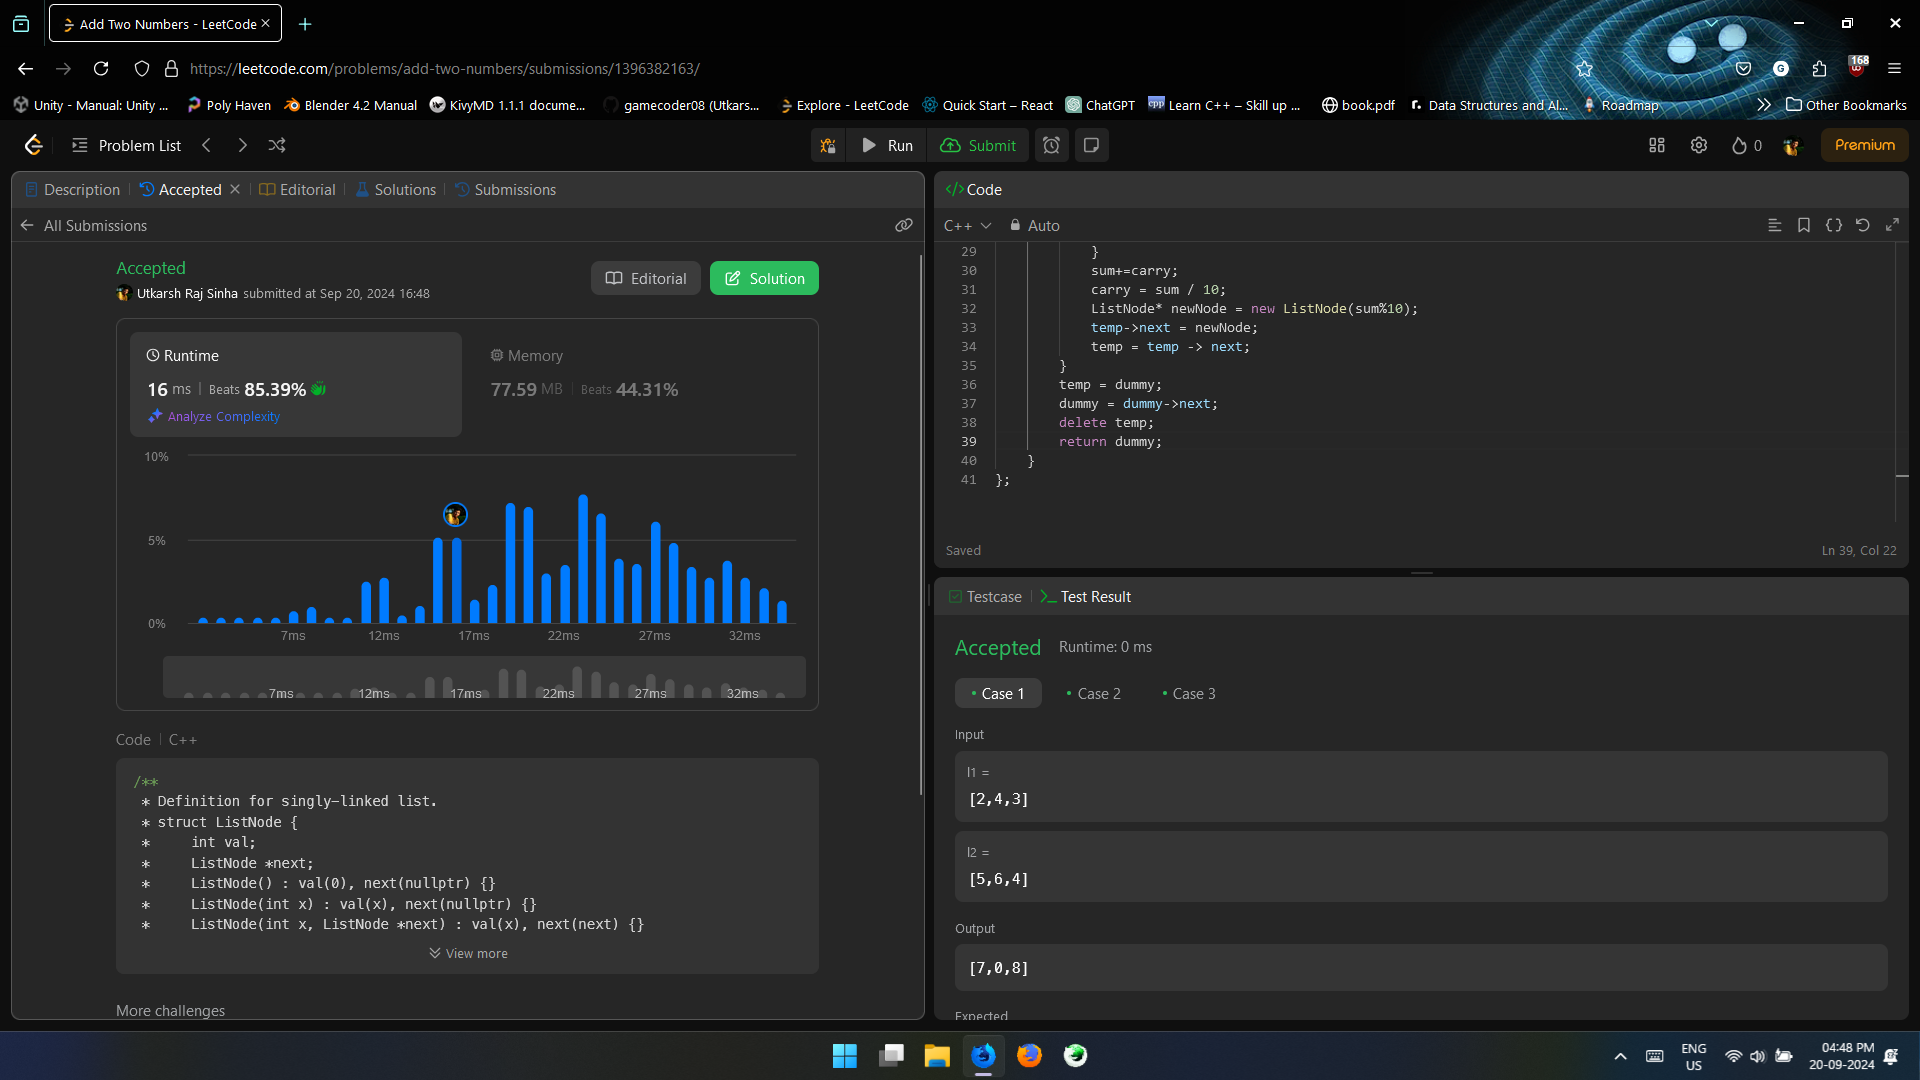 Add Two Numbers - LeetCode
https://leetcode.com/problems/add-two-numbers/submissions/1396382163/
168
Unity - Manual: Unity ...
Poly Haven
Blender 4.2 Manual
KivyMD 1.1.1 docume...
gamecoder08 (Utkars...
Explore - LeetCode
Quick Start – React
ChatGPT
Learn C++ – Skill up ...
book.pdf
Data Structures and Al...
Roadmap
Other Bookmarks
Problem List
Run
Submit
0
Premium
Description
Accepted
Editorial
Solutions
Submissions
All Submissions
Accepted
Utkarsh Raj Sinha submitted at Sep 20, 2024 16:48
Editorial
Solution
Runtime
16 ms | Beats 85.39%
Analyze Complexity
Memory
77.59 MB | Beats 44.31%
10%
5%
0%
7ms 12ms 17ms 22ms 27ms 32ms
7ms 12ms 17ms 22ms 27ms 32ms
Code | C++
/**
* Definition for singly-linked list.
* struct ListNode {
*     int val;
*     ListNode *next;
*     ListNode() : val(0), next(nullptr) {}
*     ListNode(int x) : val(x), next(nullptr) {}
*     ListNode(int x, ListNode *next) : val(x), next(next) {}
View more
More challenges
</>Code
C++
Auto
29 }
30 sum+=carry;
31 carry = sum / 10;
32 ListNode* newNode = new ListNode(sum%10);
33 temp->next = newNode;
34 temp = temp -> next;
35 }
36 temp = dummy;
37 dummy = dummy->next;
38 delete temp;
39 return dummy;
40 }
41 };
Saved
Ln 39, Col 22
Testcase
Test Result
Accepted Runtime: 0 ms
Case 1
Case 2
Case 3
Input
l1 =
[2,4,3]
l2 =
[5,6,4]
Output
[7,0,8]
Expected
ENG
US
04:48 PM
20-09-2024